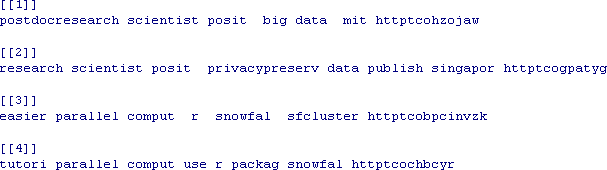 [[1]]
postdocresearch scientist posit  big data  mit httptcohzojaw
[[2]]
research scientist posit  privacypreserv data publish singapor httptcogpatyg
[[3]]
easier parallel comput  r  snowfal  sfcluster httptcobpcinvzk
[[4]]
tutori parallel comput use r packag snowfal httptcochbcyr